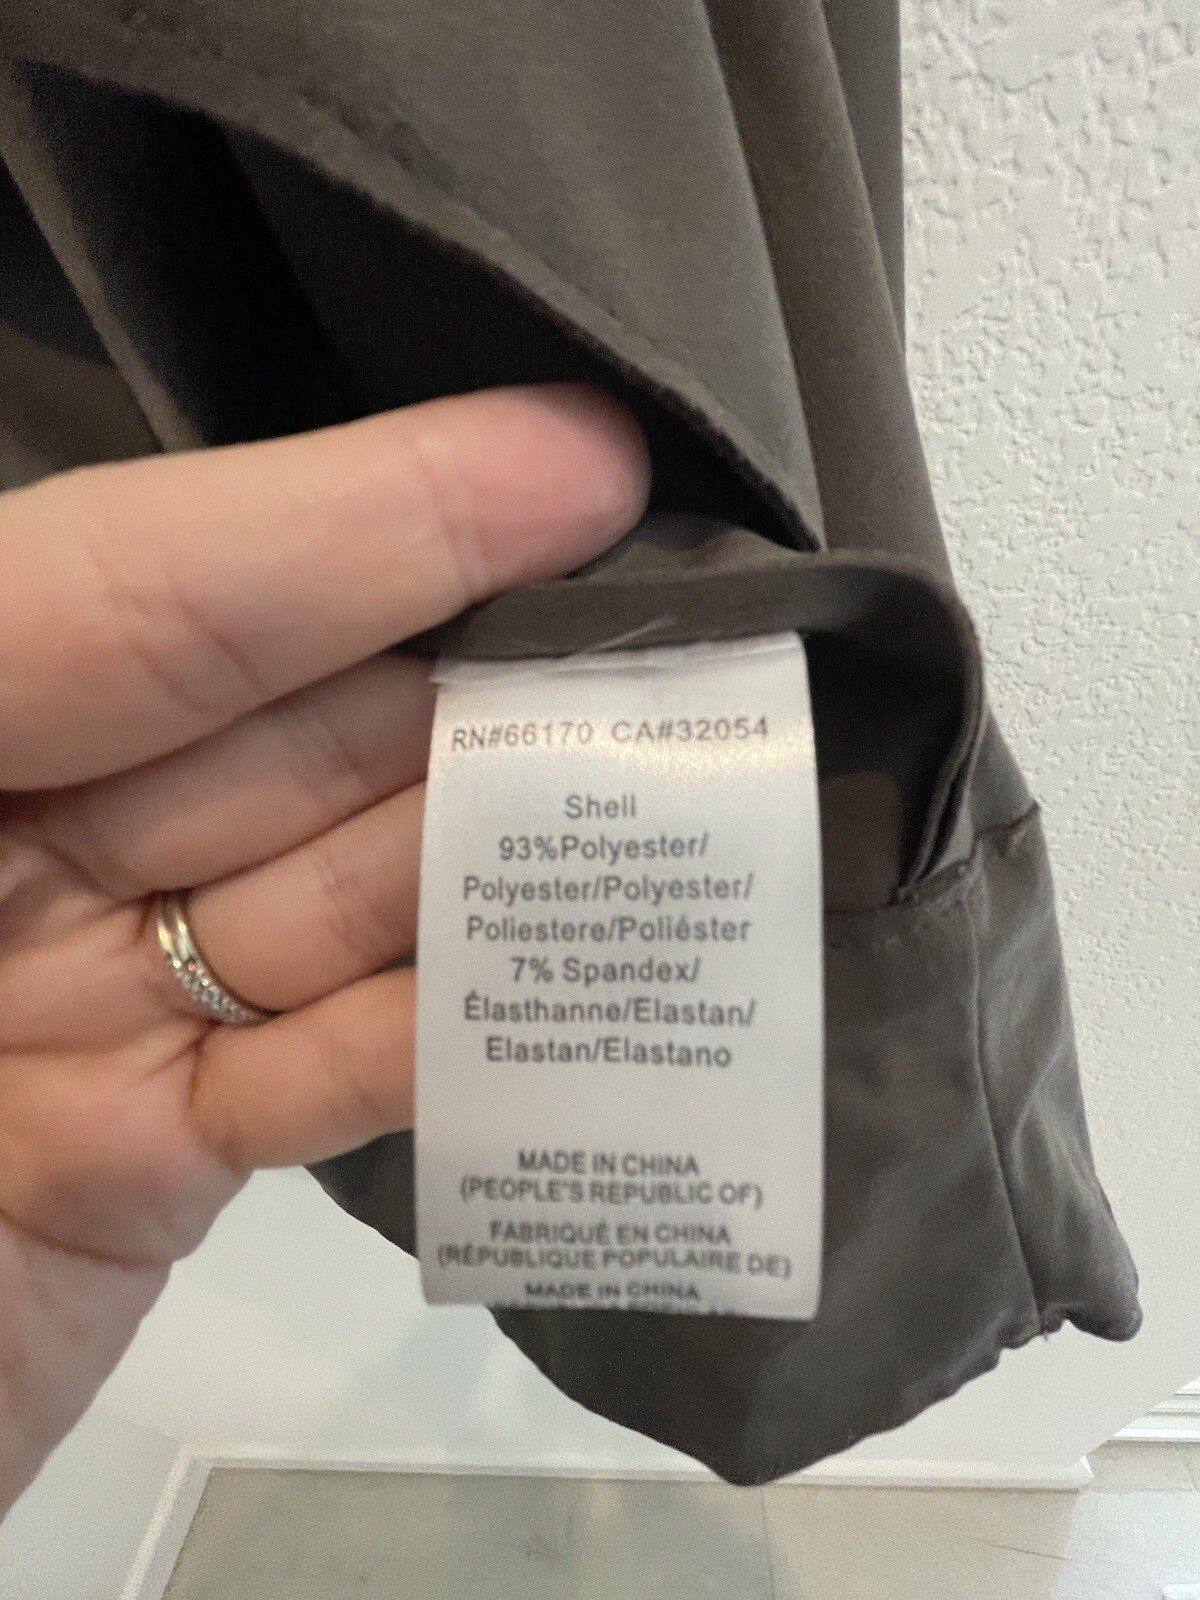 RN#66170 CA#32054
Shell
93%Polyester/
Polyester/Polyester/
Poliestere/Poliéster
7% Spandex/
Élasthanne/Elastan/
Elastan/Elastano
MADE IN CHINA
(PEOPLE'S REPUBLIC OF)
FABRIQUÉ EN CHINA
(RÉPUBLIQUE POPULAIRE DE)
MADE IN CHINA